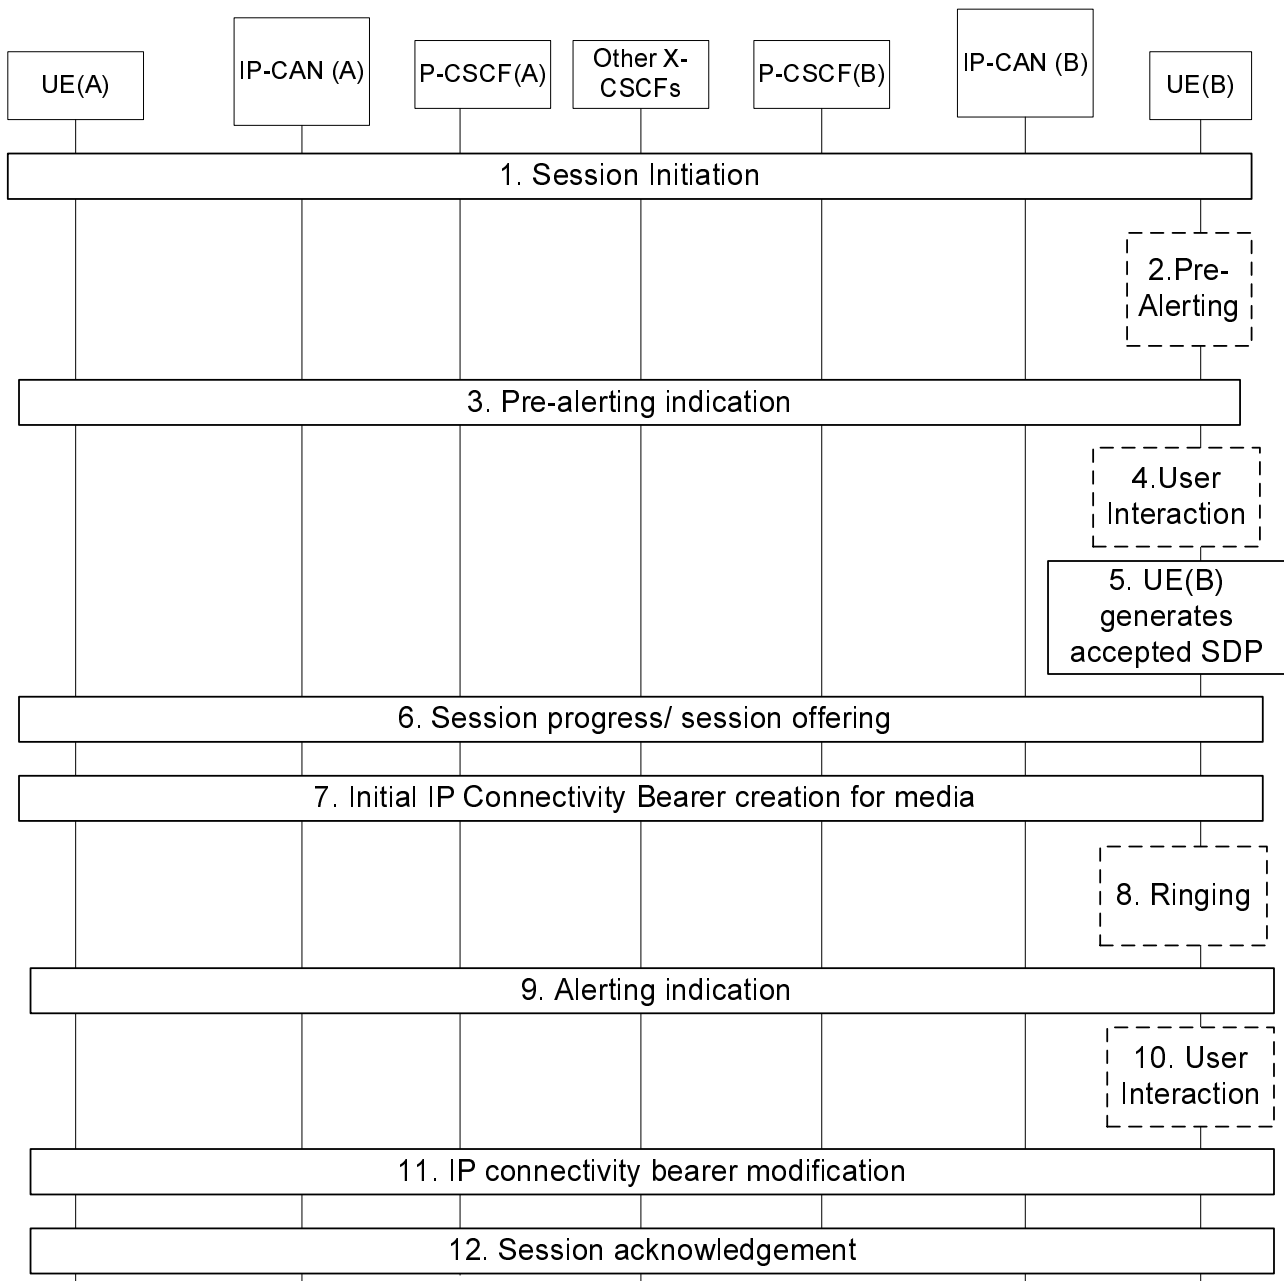 UE(A)
IP-CAN (A)
P-CSCF(A)
Other X-
CSCFs
P-CSCF(B)
IP-CAN (B)
UE(B)
1. Session Initiation
2.Pre-
Alerting
3. Pre-alerting indication
4.User
Interaction
5. UE(B)
generates
accepted SDP
6. Session progress/ session offering
7. Initial IP Connectivity Bearer creation for media
8. Ringing
9. Alerting indication
10. User
Interaction
11. IP connectivity bearer modification
12. Session acknowledgement